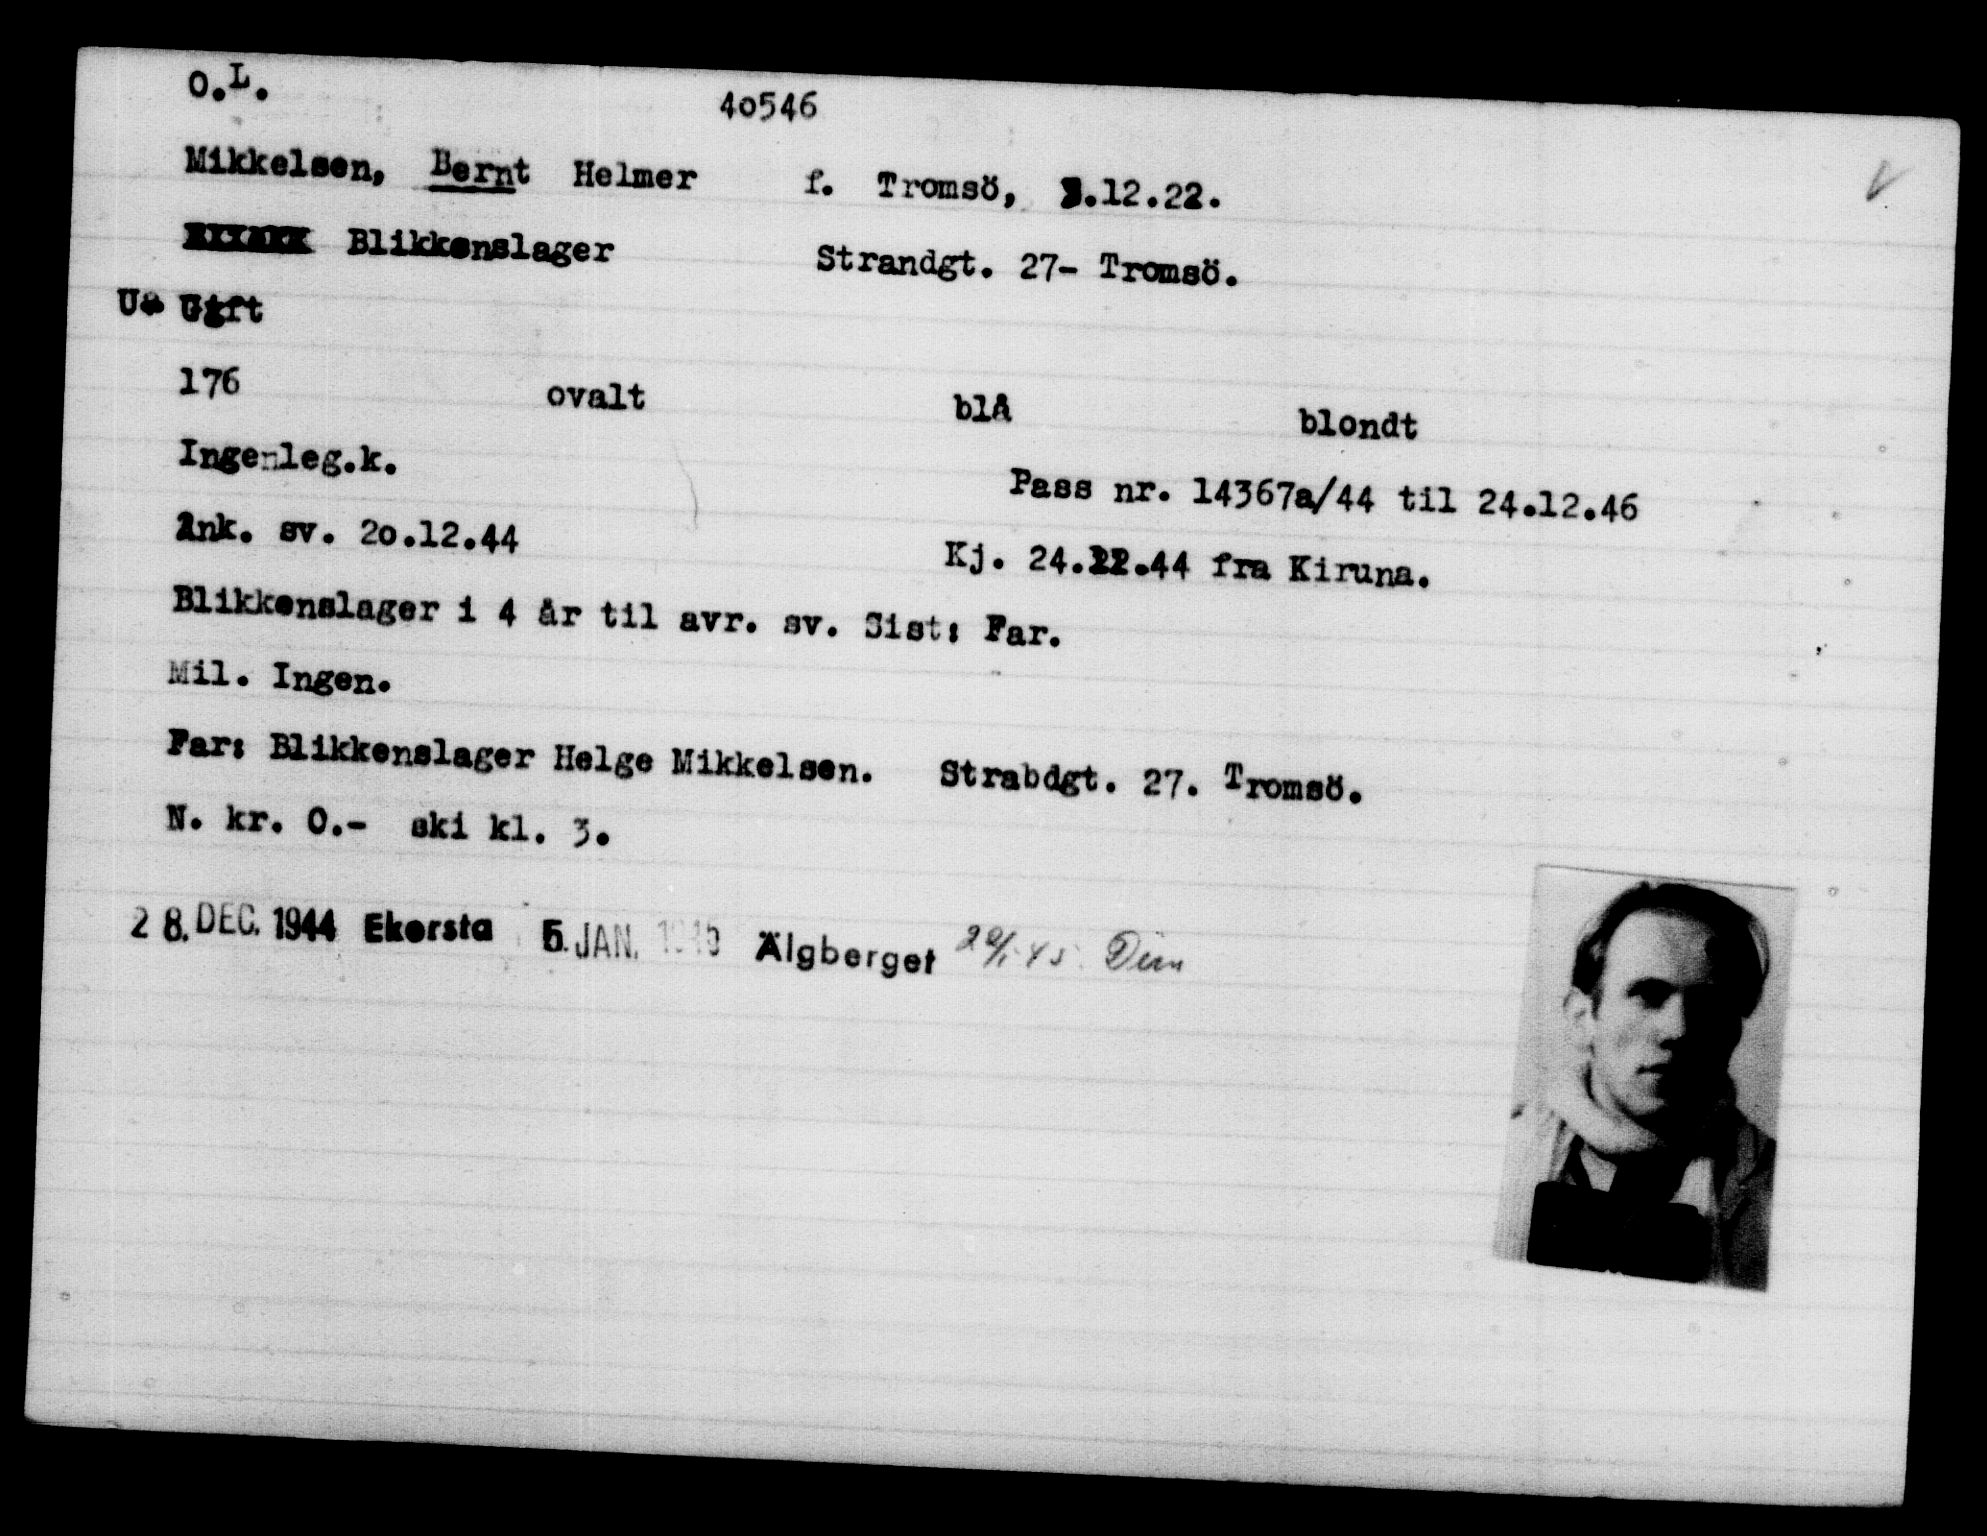 O.L.
40546
Mikkelsen, Bernt Helmer f. Tromsö, .12.22.
Blikkenslager Strandgt. 27- Tromsö.
U- Gift
176 ovalt blå blondt
Ingenleg.k.
Pass nr. 14367a/44 til 24.12.46
Ank. sv. 20.12.44
Kj. 24.12.44 fra Kiruna.
Blikkenslager i 4 år til avr. sv. Sist: Far.
Mil. Ingen.
Far: Blikkenslager Helge Mikkelsen. Strabdgt. 27. Tromsö.
N. kr. 0.- ski kl. 3.
28. DEC. 1944 Ekersta 5. JAN. 1945 Älgberget